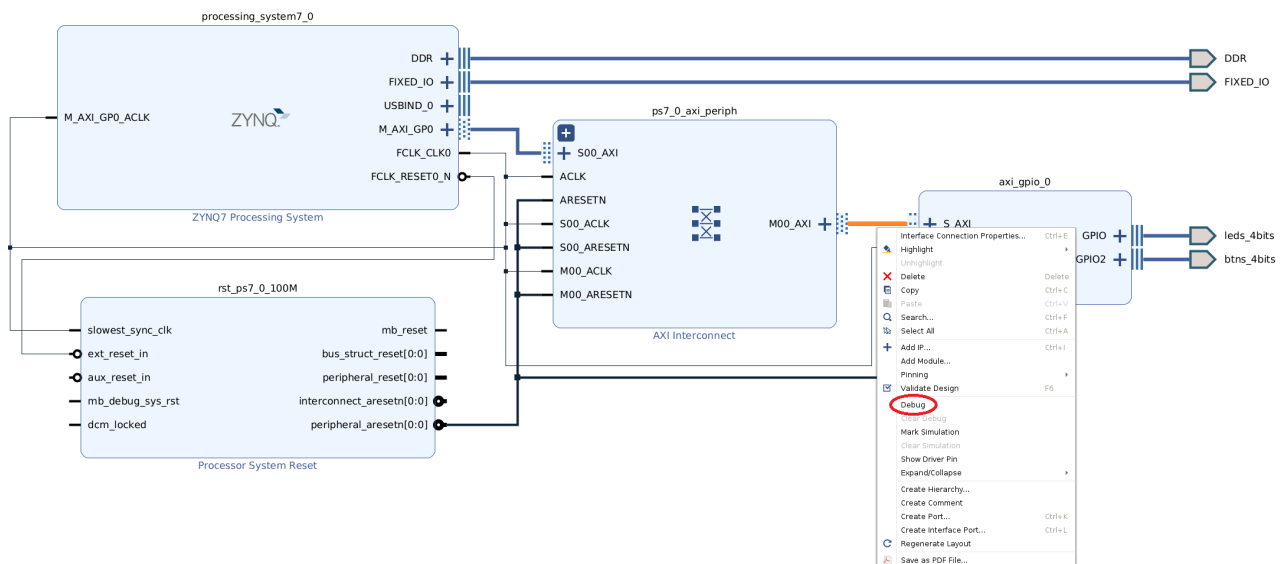 processing_system7_0
DDR
FIXED_IO
USBIND_0
M_AXI_GP0
FCLK_CLK0
FCLK_RESET0_N
M_AXI_GP0_ACLK
ZYNQ
ZYNQ7 Processing System
DDR
FIXED_IO
ps7_0_axi_periph
S00_AXI
ACLK
ARESETN
S00_ACLK
S00_ARESETN
M00_ACLK
M00_ARESETN
M00_AXI
AXI Interconnect
axi_gpio_0
S_AXI
GPIO
GPIO2
leds_4bits
btns_4bits
rst_ps7_0_100M
slowest_sync_clk
ext_reset_in
aux_reset_in
mb_debug_sys_rst
dcm_locked
mb_reset
bus_struct_reset[0:0]
peripheral_reset[0:0]
interconnect_aresetn[0:0]
peripheral_aresetn[0:0]
Processor System Reset
Interface Connection Properties... Ctrl+E
Highlight
Unhighlight
Delete Delete
Copy Ctrl+C
Paste Ctrl+V
Search... Ctrl+F
Select All Ctrl+A
Add IP... Ctrl+I
Add Module...
Pinning
Validate Design F6
Debug
Clear Debug
Mark Simulation
Clear Simulation
Show Driver Pin
Expand/Collapse
Create Hierarchy...
Create Comment
Create Port... Ctrl+K
Create Interface Port... Ctrl+L
Regenerate Layout
Save as PDF File...